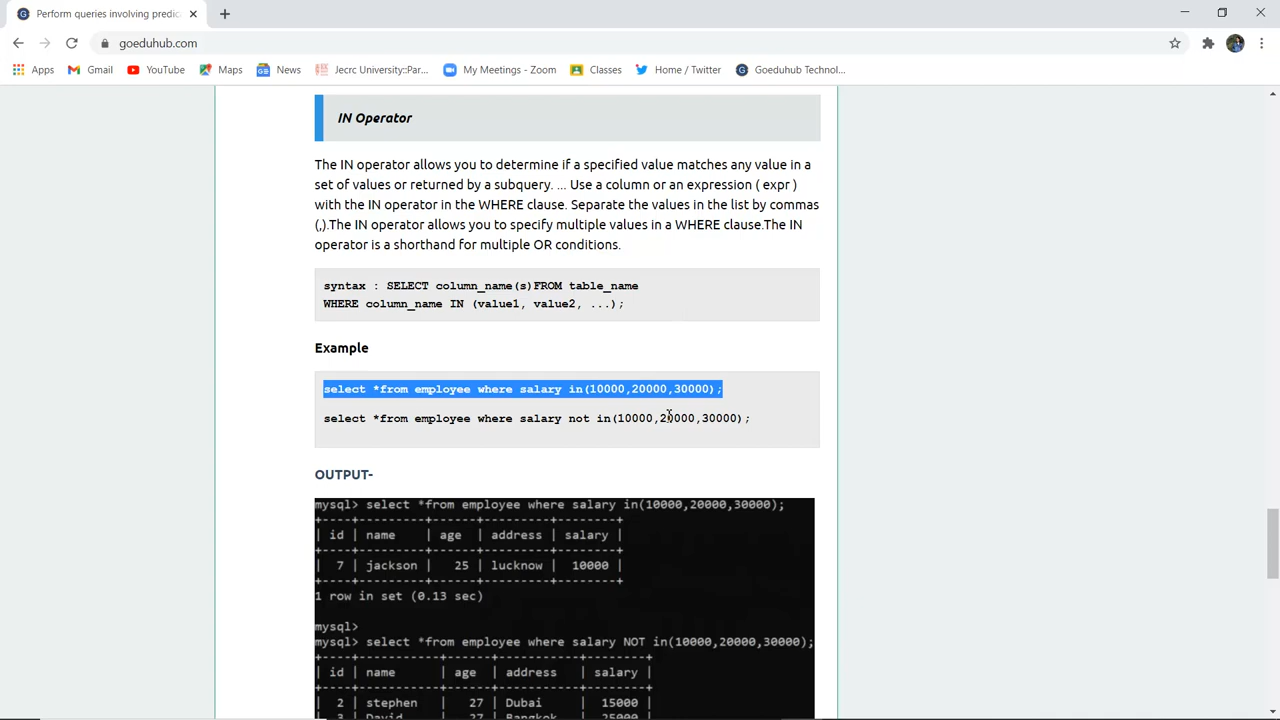 Perform queries involving predic
goeduhub.com
Apps Gmail YouTube Maps News Jecrc University::Par... My Meetings - Zoom Classes Home / Twitter Goeduhub Technol...
IN Operator
The IN operator allows you to determine if a specified value matches any value in a
set of values or returned by a subquery. ... Use a column or an expression ( expr )
with the IN operator in the WHERE clause. Separate the values in the list by commas
(,).The IN operator allows you to specify multiple values in a WHERE clause.The IN
operator is a shorthand for multiple OR conditions.
syntax : SELECT column_name(s)FROM table_name
WHERE column_name IN (value1, value2, ...);
Example
select *from employee where salary in(10000,20000,30000);
select *from employee where salary not in(10000,20000,30000);
OUTPUT-
mysql> select *from employee where salary in(10000,20000,30000);
+----+---------+------+---------+--------+
| id | name | age | address | salary |
+----+---------+------+---------+--------+
| 7 | jackson | 25 | lucknow | 10000 |
+----+---------+------+---------+--------+
1 row in set (0.13 sec)
mysql>
mysql> select *from employee where salary NOT in(10000,20000,30000);
+----+----------+------+-----------+--------+
| id | name | age | address | salary |
+----+----------+------+-----------+--------+
| 2 | stephen | 27 | Dubai | 15000 |
| 3 | David | 27 | Bangkok | 25000 |